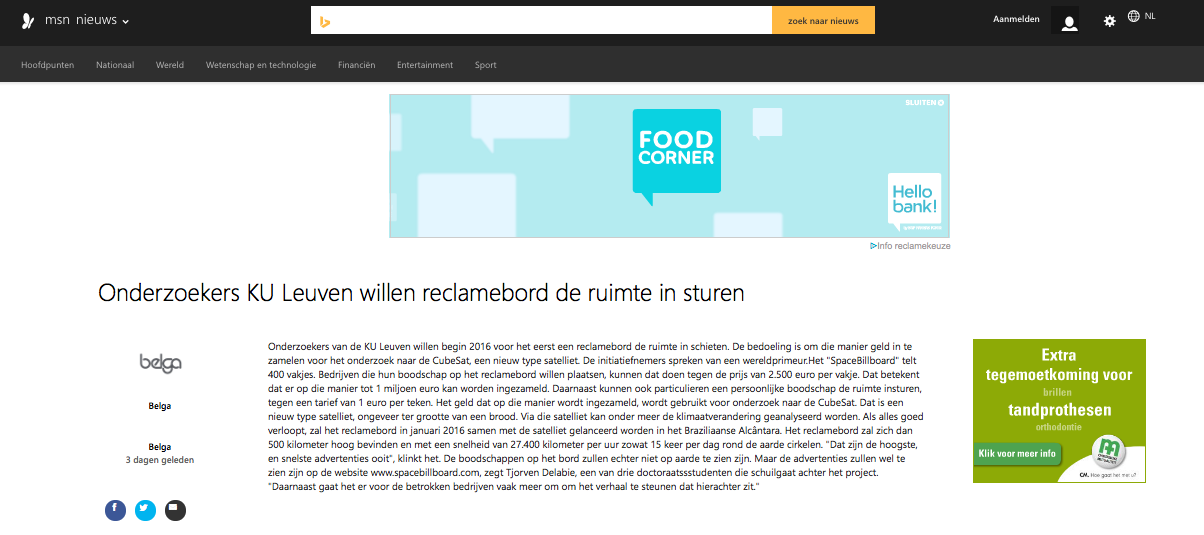 msn nieuws
zoek naar nieuws
Aanmelden
NL
Hoofdpunten Nationaal Wereld Wetenschap en technologie Financiën Entertainment Sport
SLUITEN
FOOD
CORNER
Hello
bank!
Info reclamekeuze
Onderzoekers KU Leuven willen reclamebord de ruimte in sturen
belga
Belga
Belga
3 dagen geleden
Onderzoekers van de KU Leuven willen begin 2016 voor het eerst een reclamebord de ruimte in schieten. De bedoeling is om die manier geld in te
zamelen voor het onderzoek naar de CubeSat, een nieuw type satelliet. De initiatiefnemers spreken van een wereldprimeur.Het "SpaceBillboard" telt
400 vakjes. Bedrijven die hun boodschap op het reclamebord willen plaatsen, kunnen dat doen tegen de prijs van 2.500 euro per vakje. Dat betekent
dat er op die manier tot 1 miljoen euro kan worden ingezameld. Daarnaast kunnen ook particulieren een persoonlijke boodschap de ruimte insturen,
tegen een tarief van 1 euro per teken. Het geld dat op die manier wordt ingezameld, wordt gebruikt voor onderzoek naar de CubeSat. Dat is een
nieuw type satelliet, ongeveer ter grootte van een brood. Via die satelliet kan onder meer de klimaatverandering geanalyseerd worden. Als alles goed
verloopt, zal het reclamebord in januari 2016 samen met de satelliet gelanceerd worden in het Braziliaanse Alcântara. Het reclamebord zal zich dan
500 kilometer hoog bevinden en met een snelheid van 27.400 kilometer per uur zowat 15 keer per dag rond de aarde cirkelen. "Dat zijn de hoogste,
en snelste advertenties ooit", klinkt het. De boodschappen op het bord zullen echter niet op aarde te zien zijn. Maar de advertenties zullen wel te
zien zijn op de website www.spacebillboard.com, zegt Tjorven Delabie, een van drie doctoraatssstudenten die schuilgaat achter het project.
"Daarnaast gaat het er voor de betrokken bedrijven vaak meer om om het verhaal te steunen dat hierachter zit."
Extra
tegemoetkoming voor
brillen
tandprothesen
orthodontie
Klik voor meer info
CM. Hoe gaat het met u?